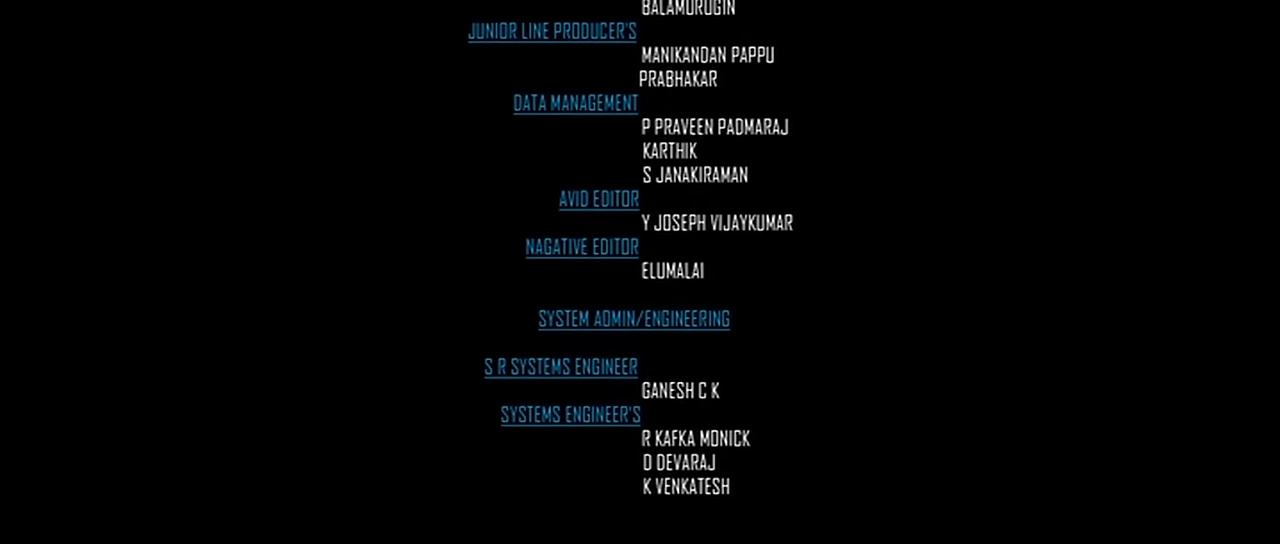 BALAMURUGIN
JUNIOR LINE PRODUCER'S
MANIKANDAN PAPPU
PRABHAKAR
DATA MANAGEMENT
P PRAVEEN PADMARAJ
KARTHIK
S JANAKIRAMAN
AVID EDITOR
Y JOSEPH VIJAYKUMAR
NAGATIVE EDITOR
ELUMALAI
SYSTEM ADMIN/ENGINEERING
S R SYSTEMS ENGINEER
GANESH C K
SYSTEMS ENGINEER'S
R KAFKA MONICK
D DEVARAJ
K VENKATESH